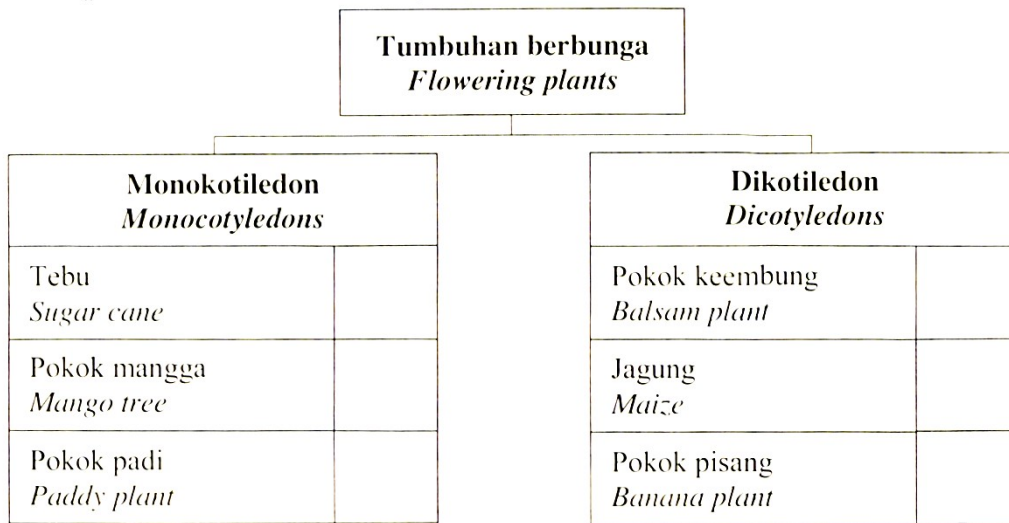 Tumbuhan berbunga
Flowering plants
Monokotiledon
Monocotyledons
Tebu
Sugar cane
Pokok mangga
Mango tree
Pokok padi
Paddy plant
Dikotiledon
Dicotyledons
Pokok keembung
Balsam plant
Jagung
Maize
Pokok pisang
Banana plant